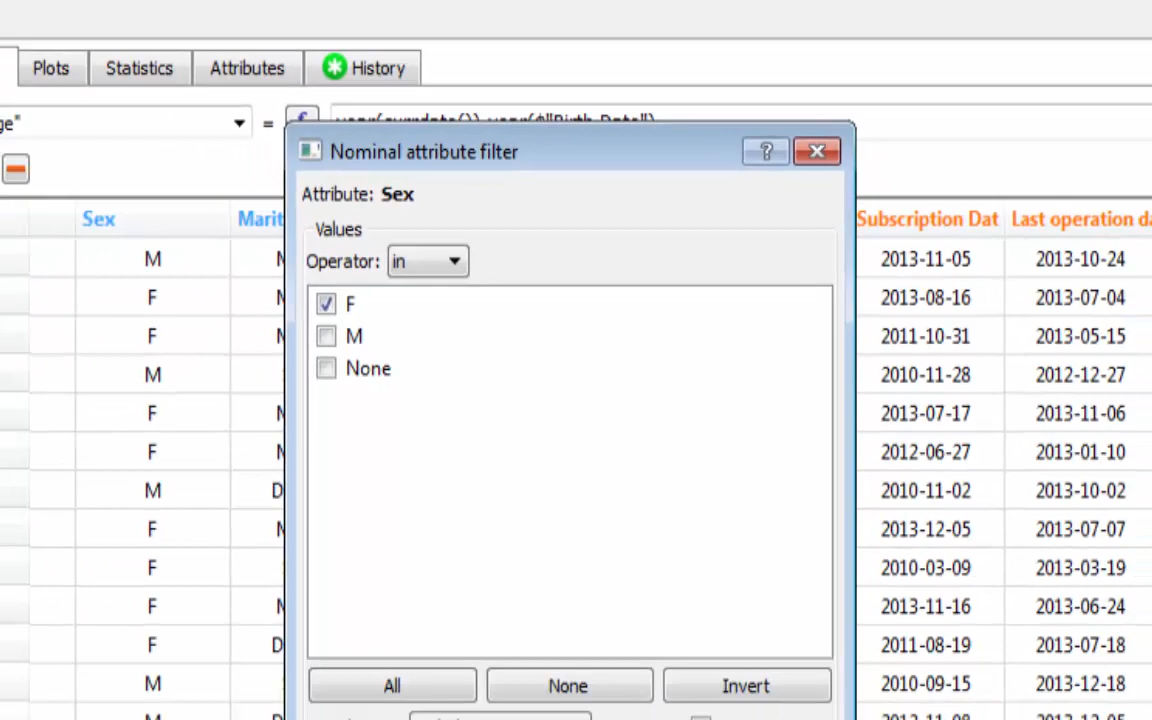 Plots Statistics Attributes History
ge" =
Nominal attribute filter ?
Attribute: Sex
Values
Operator: in
F
M
None
All None Invert
Sex Marit Subscription Dat Last operation da
M 2013-11-05 2013-10-24
F 2013-08-16 2013-07-04
F 2011-10-31 2013-05-15
M 2010-11-28 2012-12-27
F 2013-07-17 2013-11-06
F 2012-06-27 2013-01-10
M D 2010-11-02 2013-10-02
F 2013-12-05 2013-07-07
F 2010-03-09 2013-03-19
F 2013-11-16 2013-06-24
F D 2011-08-19 2013-07-18
M 2010-09-15 2013-12-18